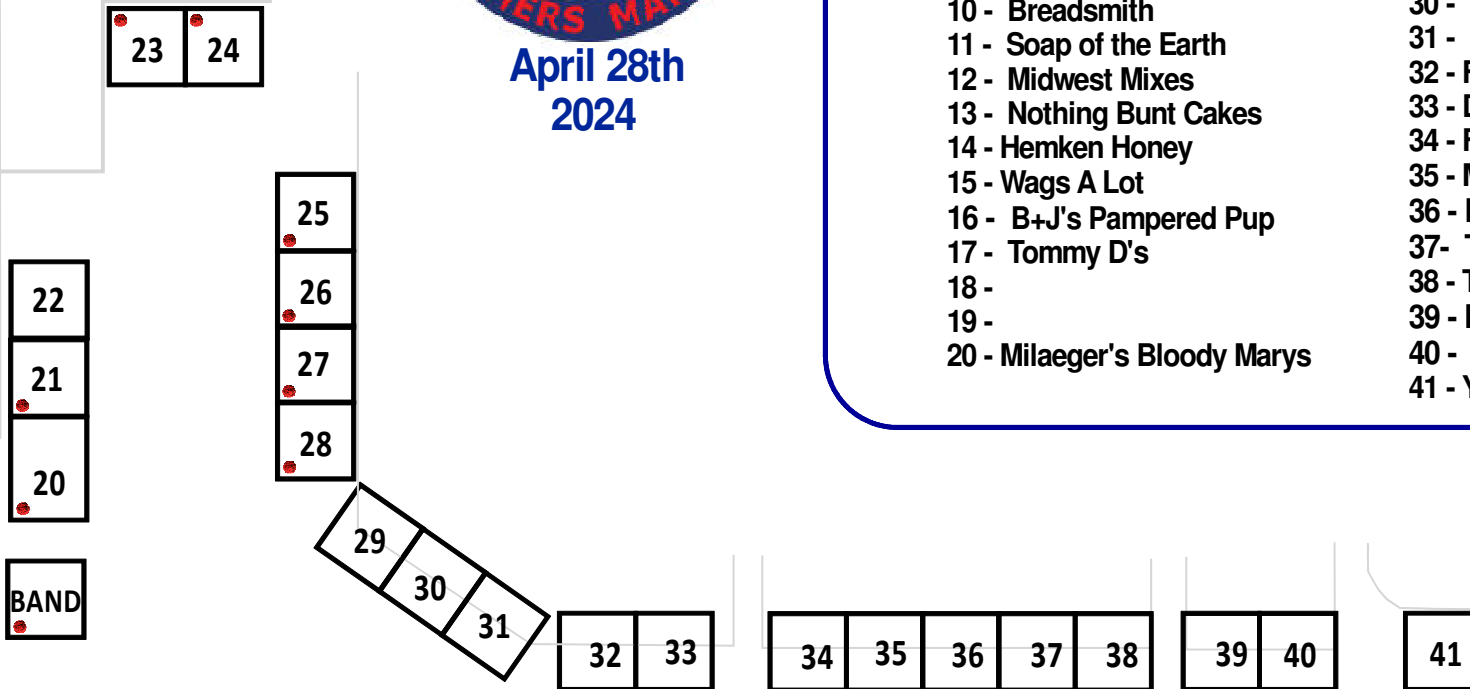 ERS MA
April 28th
2024
10 - Breadsmith
11 - Soap of the Earth
12 - Midwest Mixes
13 - Nothing Bunt Cakes
14 - Hemken Honey
15 - Wags A Lot
16 - B+J's Pampered Pup
17 - Tommy D's
18 -
19 -
20 - Milaeger's Bloody Marys
30 -
31 -
32 - F
33 - D
34 - F
35 - M
36 -
37-
38 - T
39 -
40 -
41 - Y
23 24
25
26
27
28
22
21
20
BAND
29
30
31
32 33
34 35 36 37 38
39 40
41